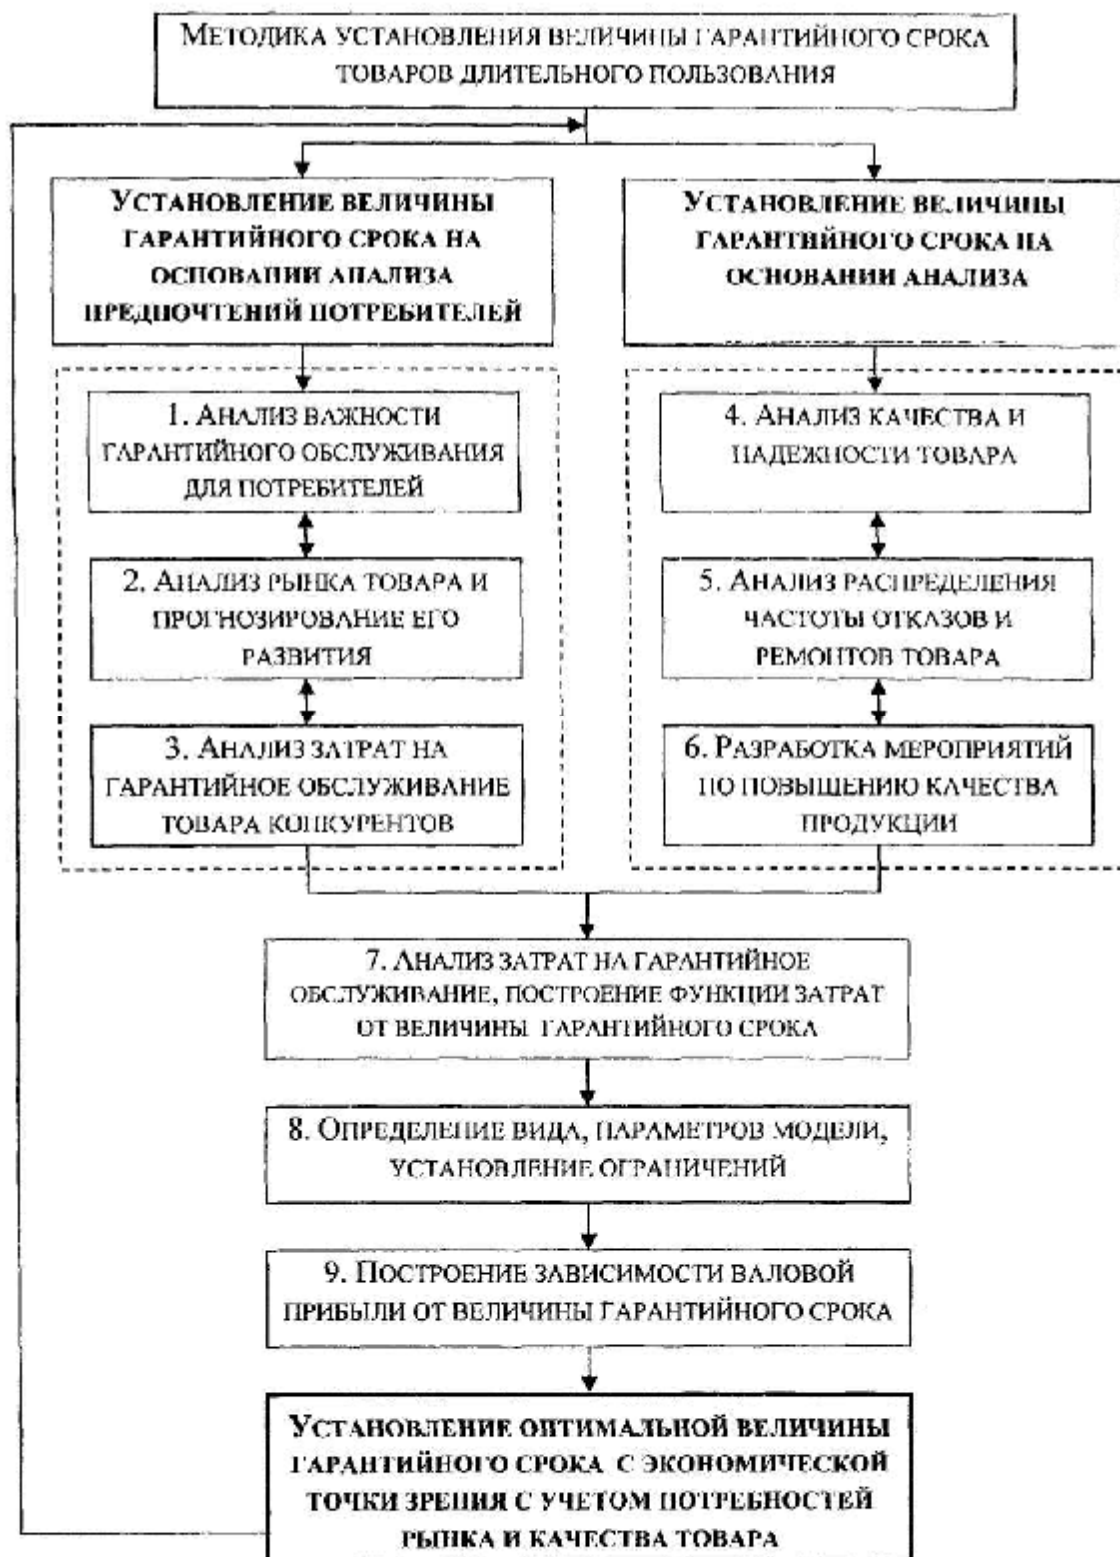 МЕТОДИКА УСТАНОВЛЕНИЯ ВЕЛИЧИНЫ ГАРАНТИЙНОГО СРОКА
ТОВАРОВ ДЛИТЕЛЬНОГО ПОЛЬЗОВАНИЯ
УСТАНОВЛЕНИЕ ВЕЛИЧИНЫ
ГАРАНТИЙНОГО СРОКА НА
ОСНОВАНИИ АНАЛИЗА
ПРЕДПОЧТЕНИЙ ПОТРЕБИТЕЛЕЙ
УСТАНОВЛЕНИЕ ВЕЛИЧИНЫ
ГАРАНТИЙНОГО СРОКА НА
ОСНОВАНИИ АНАЛИЗА
1. АНАЛИЗ ВАЖНОСТИ
ГАРАНТИЙНОГО ОБСЛУЖИВАНИЯ
ДЛЯ ПОТРЕБИТЕЛЕЙ
2. АНАЛИЗ РЫНКА ТОВАРА И
ПРОГНОЗИРОВАНИЕ ЕГО
РАЗВИТИЯ
3. АНАЛИЗ ЗАТРАТ НА
ГАРАНТИЙНОЕ ОБСЛУЖИВАНИЕ
ТОВАРА КОНКУРЕНТОВ
4. АНАЛИЗ КАЧЕСТВА И
НАДЕЖНОСТИ ТОВАРА
5. АНАЛИЗ РАСПРЕДЕЛЕНИЯ
ЧАСТОТЫ ОТКАЗОВ И
РЕМОНТОВ ТОВАРА
6. РАЗРАБОТКА МЕРОПРИЯТИЙ
ПО ПОВЫШЕНИЮ КАЧЕСТВА
ПРОДУКЦИИ
7. АНАЛИЗ ЗАТРАТ НА ГАРАНТИЙНОЕ
ОБСЛУЖИВАНИЕ, ПОСТРОЕНИЕ ФУНКЦИИ ЗАТРАТ
ОТ ВЕЛИЧИНЫ ГАРАНТИЙНОГО СРОКА
8. ОПРЕДЕЛЕНИЕ ВИДА, ПАРАМЕТРОВ МОДЕЛИ,
УСТАНОВЛЕНИЕ ОГРАНИЧЕНИЙ
9. ПОСТРОЕНИЕ ЗАВИСИМОСТИ ВАЛОВОЙ
ПРИБЫЛИ ОТ ВЕЛИЧИНЫ ГАРАНТИЙНОГО СРОКА
УСТАНОВЛЕНИЕ ОПТИМАЛЬНОЙ ВЕЛИЧИНЫ
ГАРАНТИЙНОГО СРОКА С ЭКОНОМИЧЕСКОЙ
ТОЧКИ ЗРЕНИЯ С УЧЕТОМ ПОТРЕБНОСТЕЙ
РЫНКА И КАЧЕСТВА ТОВАРА